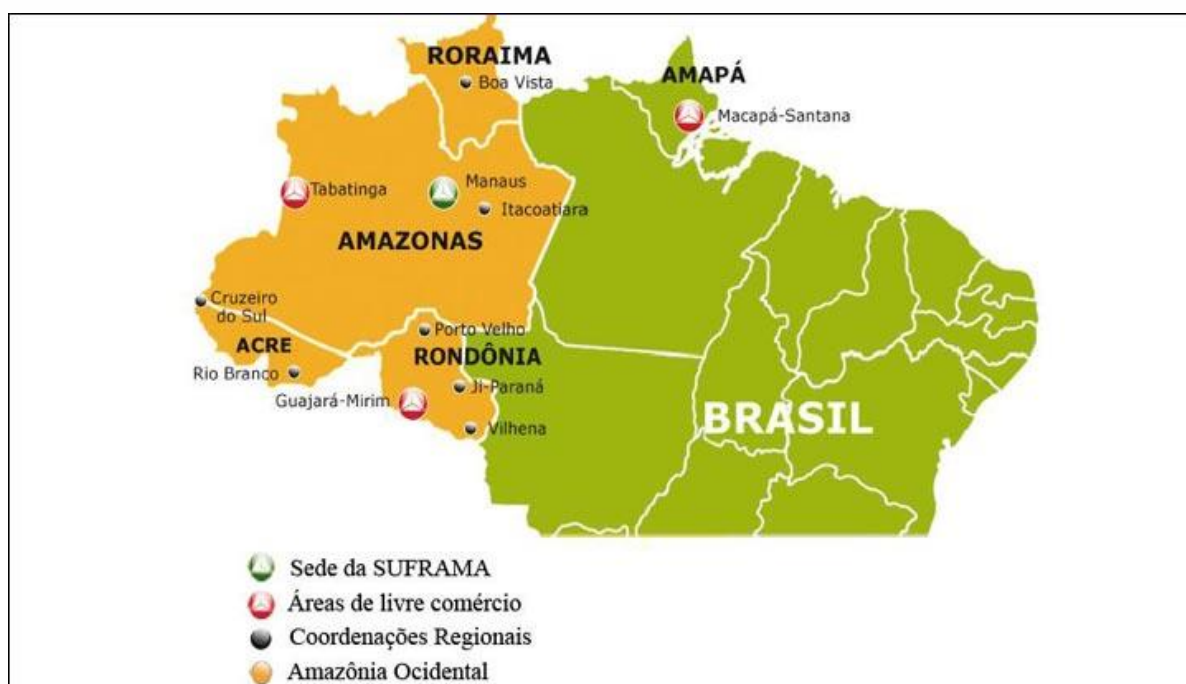 RORAIMA
Boa Vista
AMAPÁ
Macapá-Santana
Tabatinga
Manaus
Itacoatiara
AMAZONAS
Cruzeiro
do Sul
ACRE
Rio Branco
Porto Velho
RONDÔNIA
Ji-Paraná
Guajará-Mirim
Vilhena
BRASIL
Sede da SUFRAMA
Áreas de livre comércio
Coordenações Regionais
Amazônia Ocidental